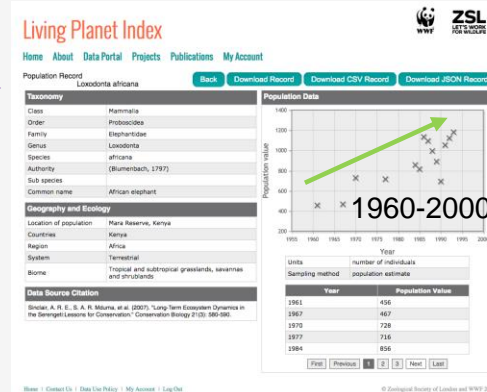 Living Planet Index
WWF
ZSL
LET'S WORK
FOR WILDLIFE
Home About Data Portal Projects Publications My Account
Population Record
Loxodonta africana
Back Download Record Download CSV Record Download JSON Record
Taxonomy
Class Mammalia
Order Proboscidea
Family Elephantidae
Genus Loxodonta
Species africana
Authority (Blumenbach, 1797)
Sub species
Common name African elephant
Geography and Ecology
Location of population Mara Reserve, Kenya
Countries Kenya
Region Africa
System Terrestrial
Biome Tropical and subtropical grasslands, savannas
and shrublands
Data Source Citation
Sinclair, A. R. E., S. A. R. Mduma, et al. (2007). "Long-Term Ecosystem Dynamics in
the Serengeti:Lessons for Conservation." Conservation Biology 21(3): 580-590.
Population Data
Population value
1400
1200
1000
800
600
400
200
1960-2000
1955 1960 1965 1970 1975 1980 1985 1990 1995 2000
Year
Units number of individuals
Sampling method population estimate
Year Population Value
1961 456
1967 467
1970 728
1977 716
1984 856
First Previous 1 2 3 Next Last
Home | Contact Us | Data Use Policy | My Account | Log Out
© Zoological Society of London and WWF